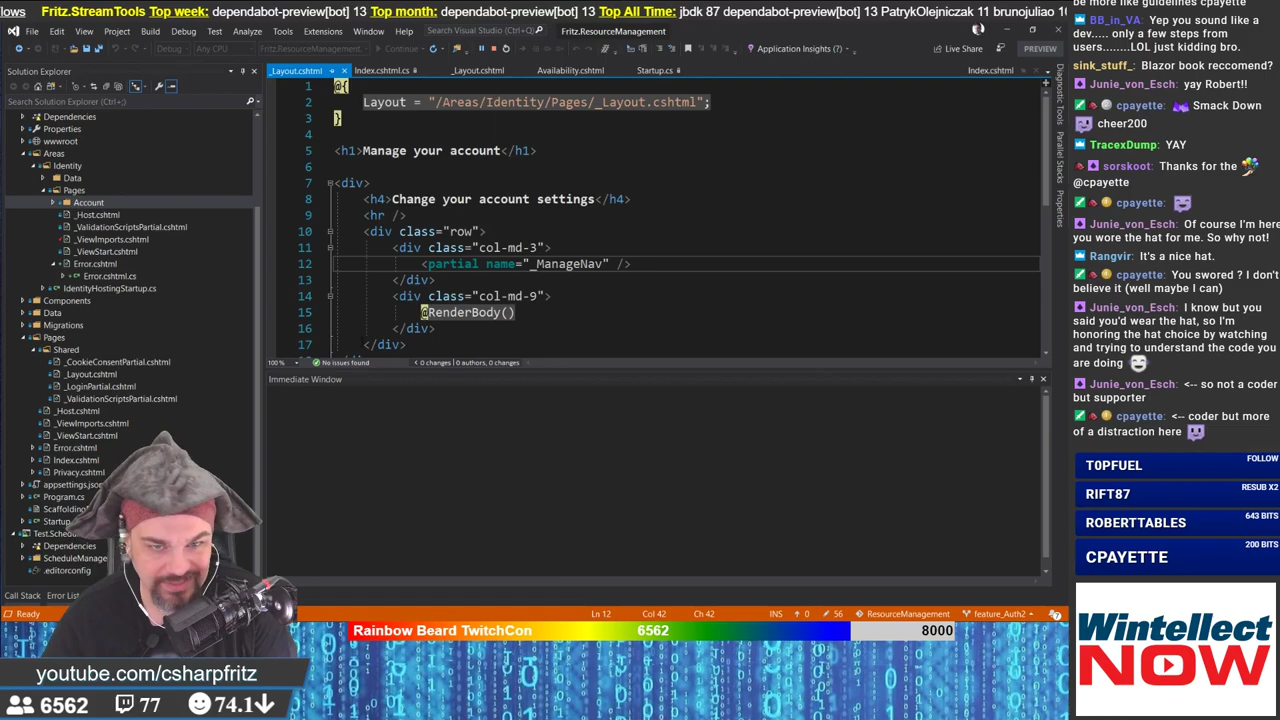 lows Fritz.StreamTools Top week: dependabot-preview[bot] 13 Top month: dependabot-preview[bot] 13 Top All Time: jbdk 87 dependabot-preview[bot] 13 PatrykOlejniczak 11 brunojuliao 10
File Edit View Project Build Debug Test Analyze Tools Extensions Window Help Search Visual Studio (Ctrl+Q) Fritz.ResourceManagement
Debug Any CPU Fritz.ResourceManagement Continue Application Insights (?) Live Share PREVIEW
Solution Explorer
Search Solution Explorer (Ctrl+;)
Dependencies
Properties
wwwroot
Areas
Identity
Data
Pages
Account
_Host.cshtml
_ValidationScriptsPartial.cshtml
_ViewImports.cshtml
_ViewStart.cshtml
Error.cshtml
Error.cshtml.cs
IdentityHostingStartup.cs
Components
Data
Migrations
Pages
Shared
_CookieConsentPartial.cshtml
_Layout.cshtml
_LoginPartial.cshtml
_ValidationScriptsPartial.cshtml
_Host.cshtml
_ViewImports.cshtml
_ViewStart.cshtml
Error.cshtml
Index.cshtml
Privacy.cshtml
appsettings.json
Program.cs
Scaffolding
Startup
Test.Schedu
Dependencies
ScheduleManage
.editorconfig
Call Stack Error List
_Layout.cshtml Index.cshtml.cs _Layout.cshtml Availability.cshtml Startup.cs Index.cshtml
1 @{
2 Layout = "/Areas/Identity/Pages/_Layout.cshtml";
3 }
4
5 <h1>Manage your account</h1>
6
7 <div>
8 <h4>Change your account settings</h4>
9 <hr />
10 <div class="row">
11 <div class="col-md-3">
12 <partial name="_ManageNav" />
13 </div>
14 <div class="col-md-9">
15 @RenderBody()
16 </div>
17 </div>
100 % No issues found 0 changes | 0 authors, 0 changes
Immediate Window
Diagnostic Tools
Parallel Stacks
Properties
Ready Ln 12 Col 42 Ch 42 INS 0 56 ResourceManagement feature_Auth2
be more like guidelines cpayette
BB_in_VA: Yep you sound like a
dev..... only a few steps from
users.......LOL just kidding bro.
sink_stuff_: Blazor book reccomend?
Junie_von_Esch: yay Robert!!
cpayette: Smack Down
cheer200
TracexDump: YAY
sorskoot: Thanks for the
@cpayette
cpayette:
Junie_von_Esch: Of course I'm here
you wore the hat for me. So why not!
Rangvir: It's a nice hat.
cpayette: You swored ? I don't
believe it (well maybe I can)
Junie_von_Esch: I know but you
said you'd wear the hat, so I'm
honoring the hat choice by watching
and trying to understand the code you
are doing
Junie_von_Esch: <-- so not a coder
but supporter
cpayette: <-- coder but more
of a distraction here
T0PFUEL FOLLOW
RIFT87 RESUB X2
ROBERTTABLES 643 BITS
CPAYETTE 200 BITS
Wintellect
NOW
Rainbow Beard TwitchCon 6562 8000
youtube.com/csharpfritz
6562 77 74.1